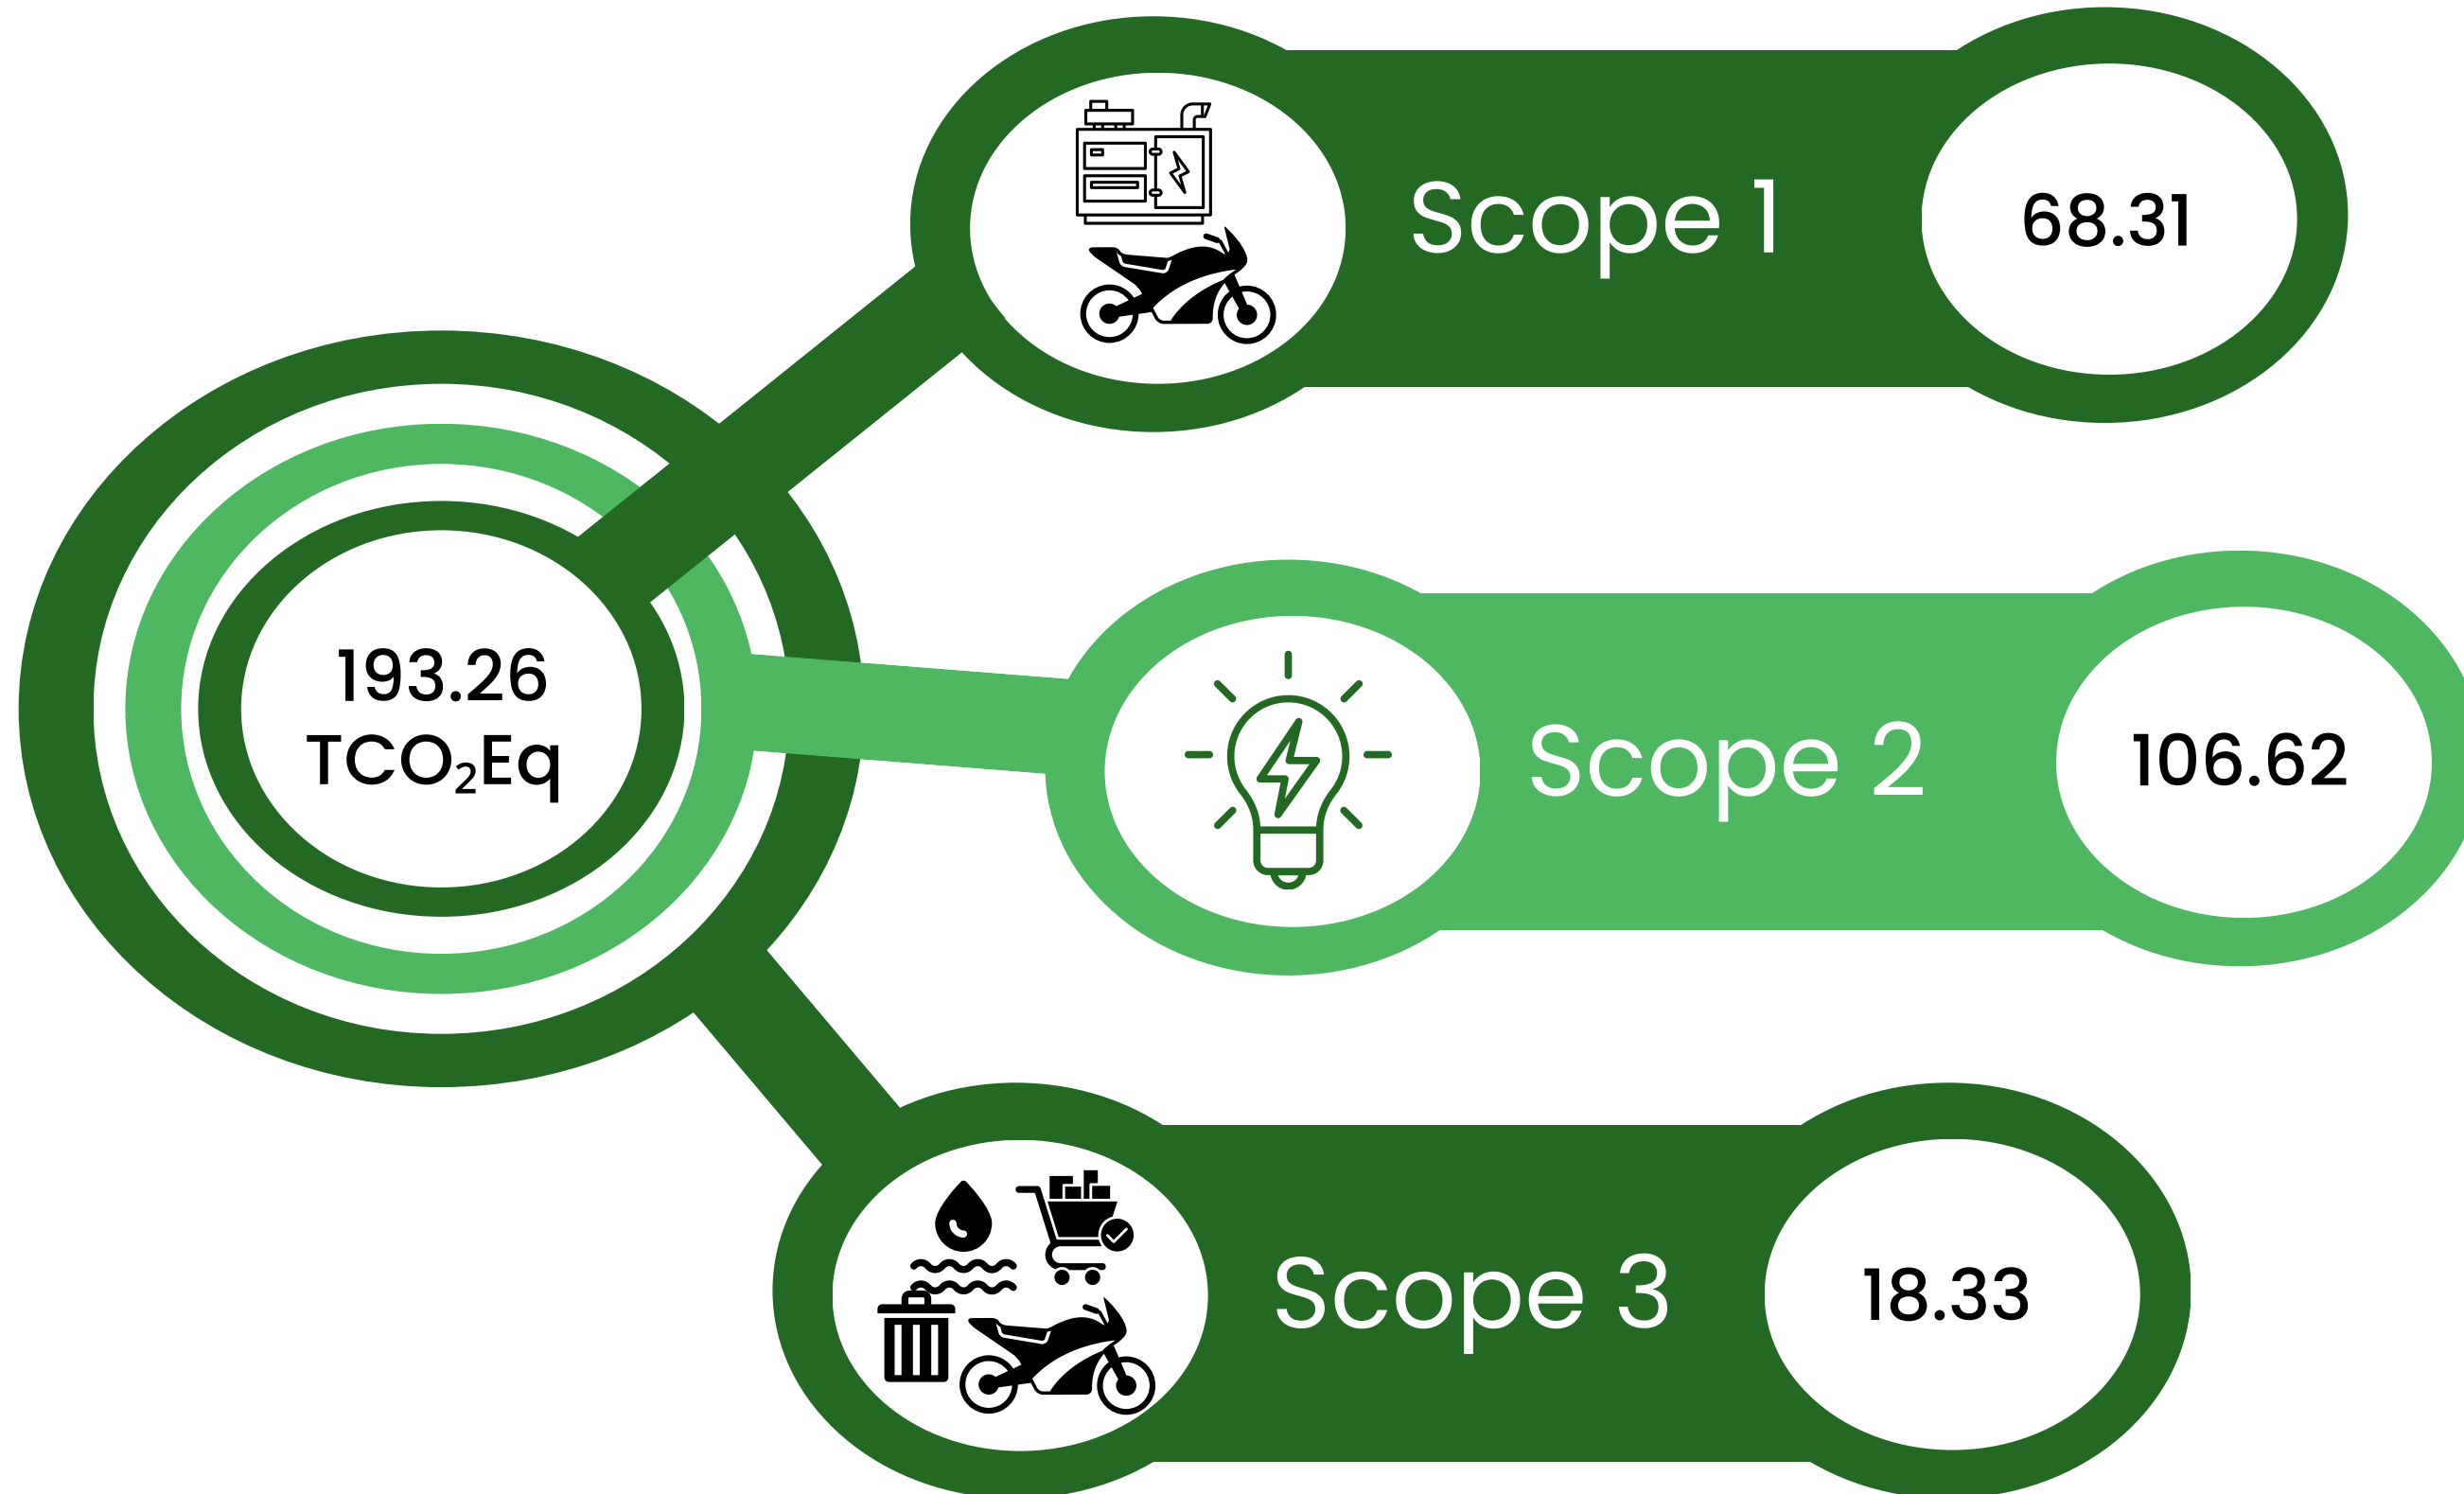 Scope 1
68.31
193.26
TCO₂Eq
Scope 2
106.62
Scope 3
18.33